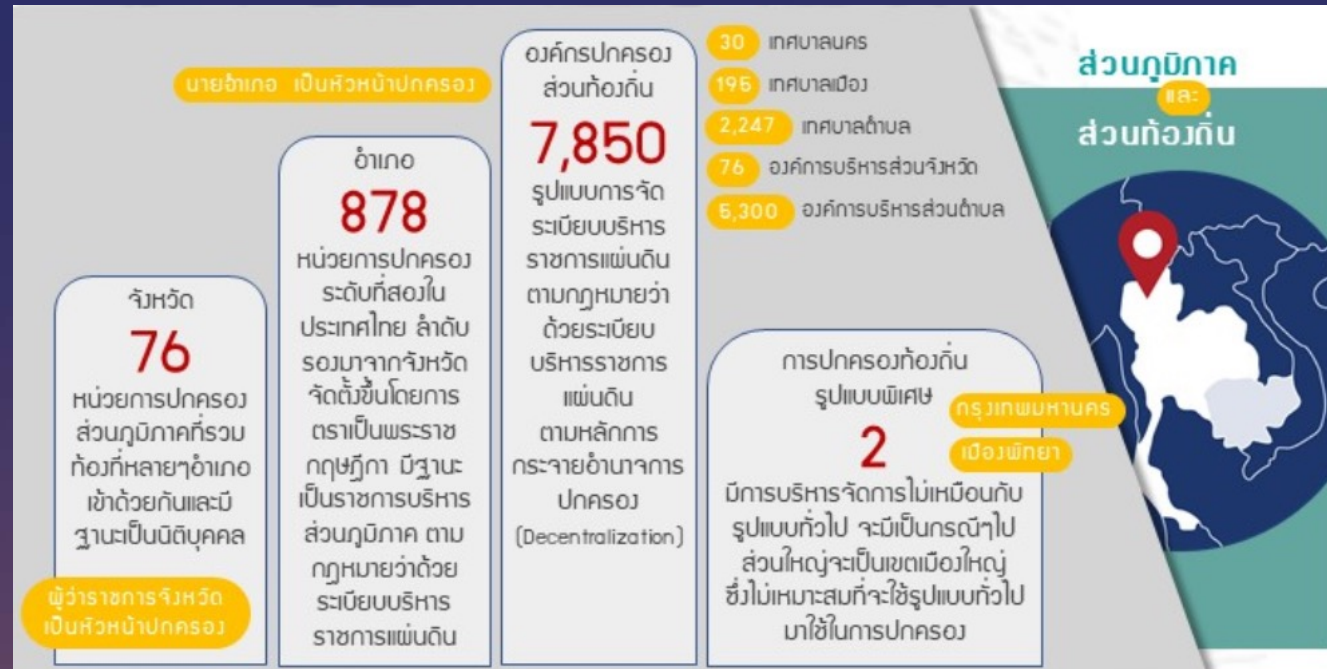 ส่วนภูมิภาค
และ
ส่วนท้องถิ่น
จังหวัด
76
หน่วยการปกครอง
ส่วนภูมิภาคที่รวม
ท้องที่หลายๆอำเภอ
เข้าด้วยกันและมี
ฐานะเป็นนิติบุคคล
ผู้ว่าราชการจังหวัด
เป็นหัวหน้าปกครอง
นายอำเภอ เป็นหัวหน้าปกครอง
อำเภอ
878
หน่วยการปกครอง
ระดับที่สองใน
ประเทศไทย ลำดับ
รองมาจากจังหวัด
จัดตั้งขึ้นโดยการ
ตราเป็นพระราช
กฤษฎีกา มีฐานะ
เป็นราชการบริหาร
ส่วนภูมิภาค ตาม
กฎหมายว่าด้วย
ระเบียบบริหาร
ราชการแผ่นดิน
องค์กรปกครอง
ส่วนท้องถิ่น
7,850
รูปแบบการจัด
ระเบียบบริหาร
ราชการแผ่นดิน
ตามกฎหมายว่า
ด้วยระเบียบ
บริหารราชการ
แผ่นดิน
ตามหลักการ
กระจายอำนาจการ
ปกครอง
(Decentralization)
30 เทศบาลนคร
195 เทศบาลเมือง
2,247 เทศบาลตำบล
76 องค์การบริหารส่วนจังหวัด
5,300 องค์การบริหารส่วนตำบล
การปกครองท้องถิ่น
รูปแบบพิเศษ
2
กรุงเทพมหานคร
เมืองพัทยา
มีการบริหารจัดการไม่เหมือนกับ
รูปแบบทั่วไป จะมีเป็นกรณีๆไป
ส่วนใหญ่จะเป็นเขตเมืองใหญ่
ซึ่งไม่เหมาะสมที่จะใช้รูปแบบทั่วไป
มาใช้ในการปกครอง